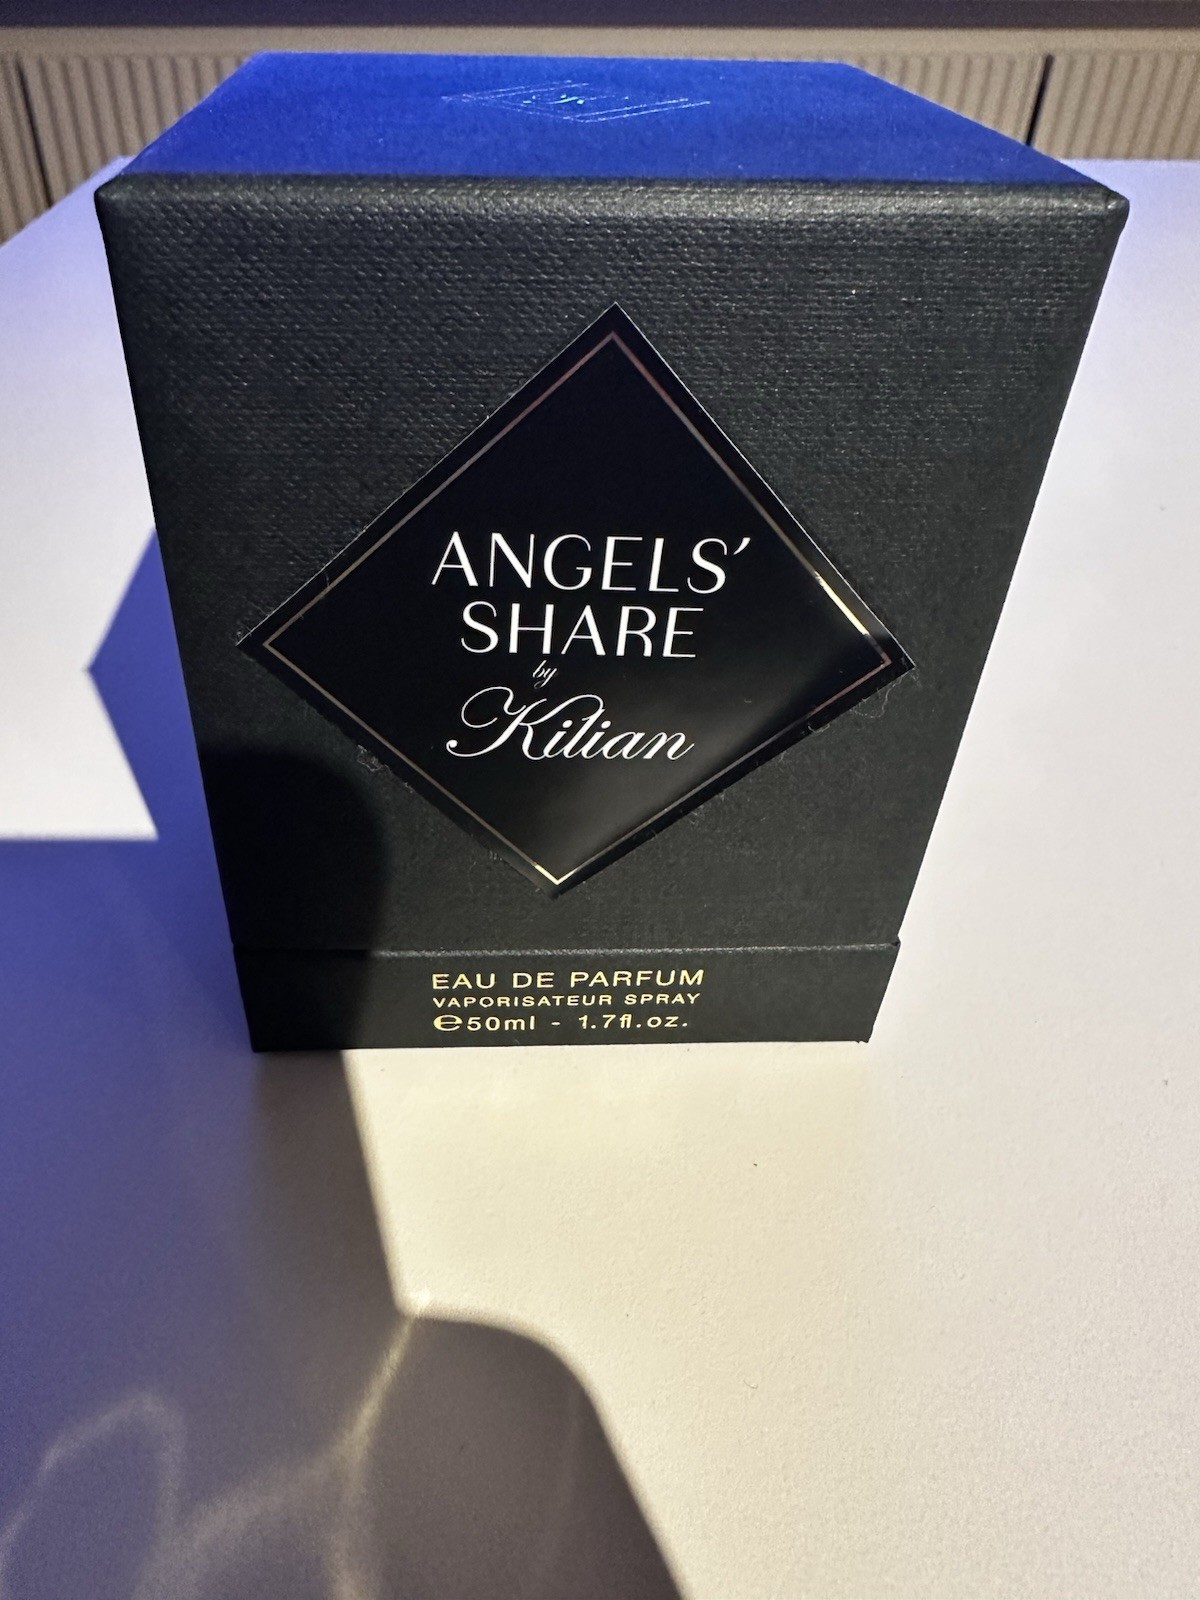 ANGELS’
SHARE
by
Kilian
EAU DE PARFUM
VAPORISATEUR SPRAY
℮50ml - 1.7fl.oz.